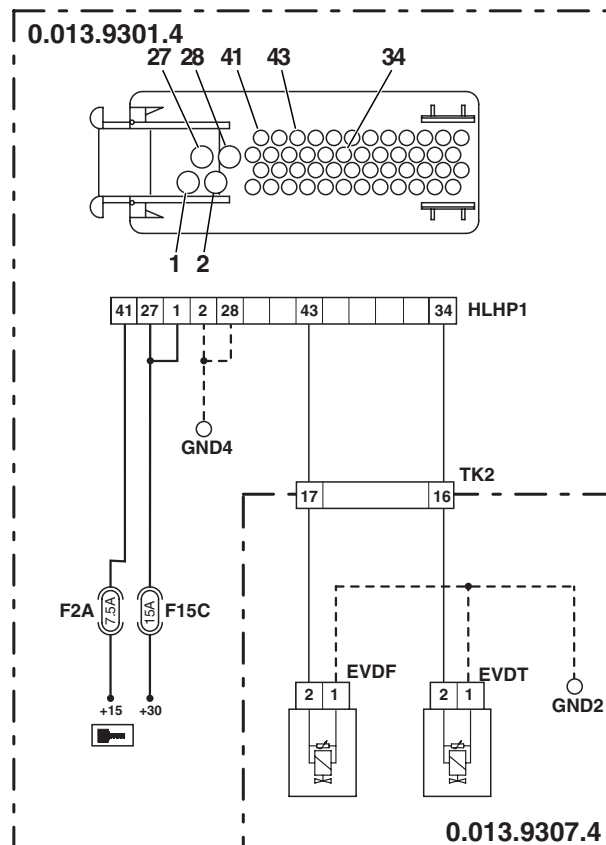 0.013.9301.4
27 28 41 43 34
1 2
41 27 1 2 28 43 34 HLHP1
GND4
TK2
17 16
F2A 7.5A 15A F15C
EVDF EVDT
2 1 2 1
GND2
+15 +30
0.013.9307.4